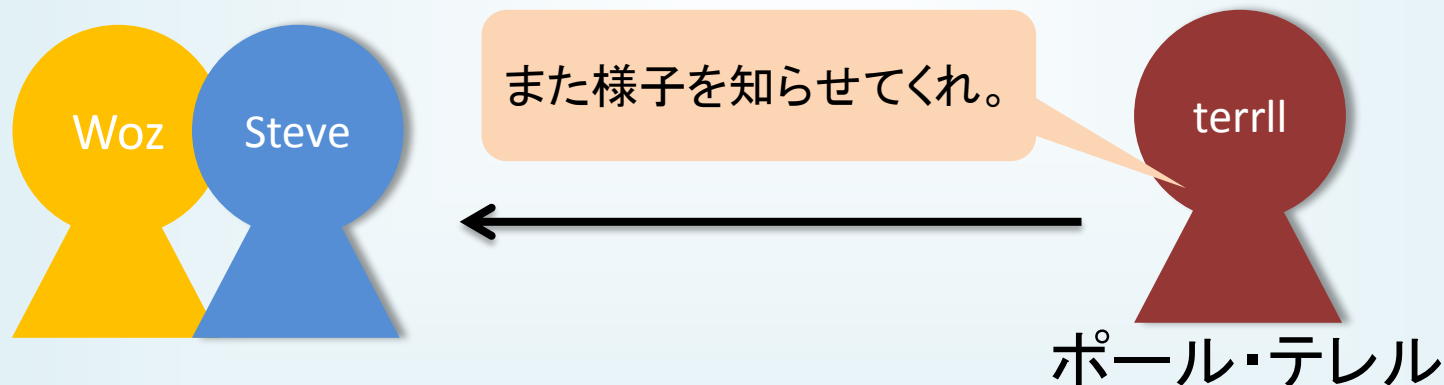 また様子を知らせてくれ。
Woz
Steve
terrll
ポール・テレル